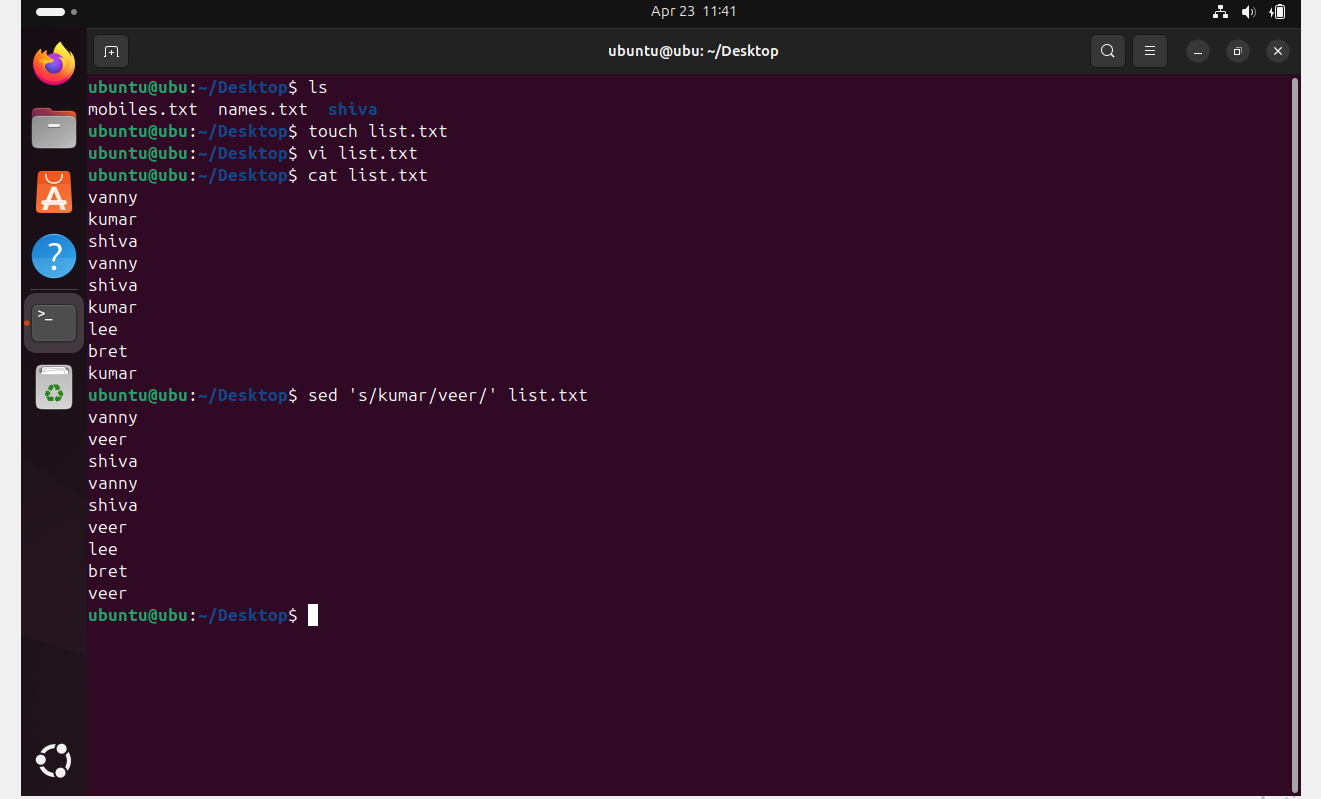 Apr 23 11:41
ubuntu@ubu: ~/Desktop
ubuntu@ubu:~/Desktop$ ls
mobiles.txt  names.txt  shiva
ubuntu@ubu:~/Desktop$ touch list.txt
ubuntu@ubu:~/Desktop$ vi list.txt
ubuntu@ubu:~/Desktop$ cat list.txt
vanny
kumar
shiva
vanny
shiva
kumar
lee
bret
kumar
ubuntu@ubu:~/Desktop$ sed 's/kumar/veer/' list.txt
vanny
veer
shiva
vanny
shiva
veer
lee
bret
veer
ubuntu@ubu:~/Desktop$